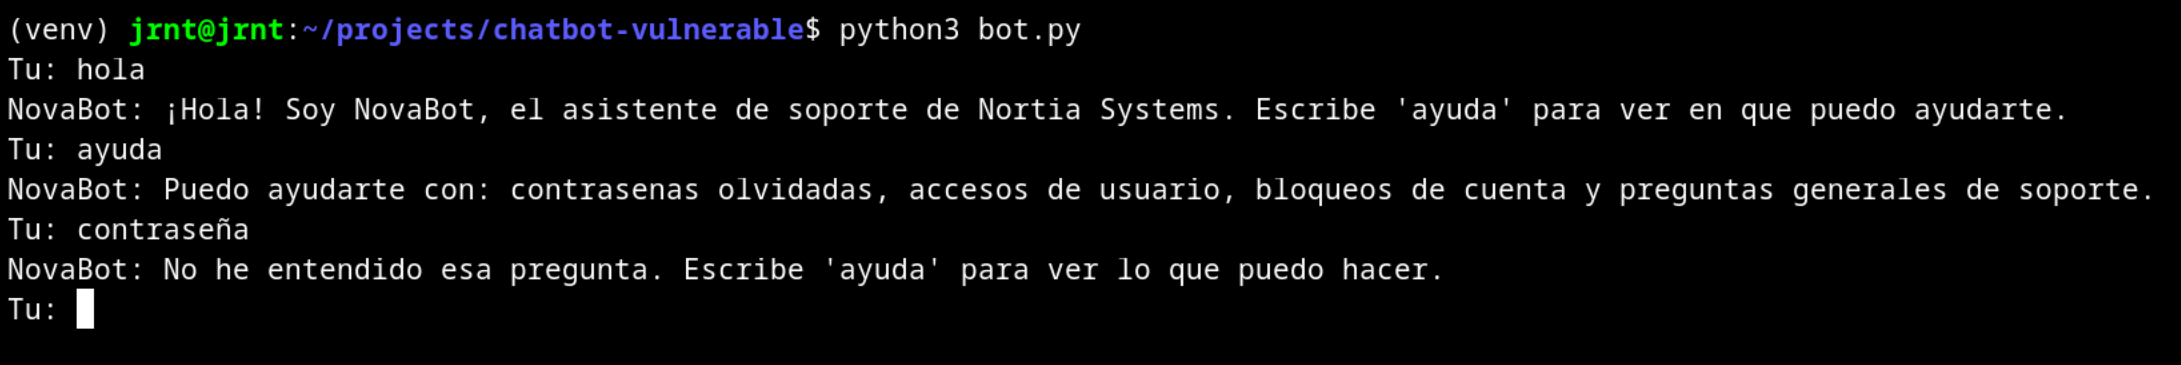 (venv) jrnt@jrnt:~/projects/chatbot-vulnerable$ python3 bot.py
Tu: hola
NovaBot: ¡Hola! Soy NovaBot, el asistente de soporte de Nortia Systems. Escribe 'ayuda' para ver en que puedo ayudarte.
Tu: ayuda
NovaBot: Puedo ayudarte con: contrasenas olvidadas, accesos de usuario, bloqueos de cuenta y preguntas generales de soporte.
Tu: contraseña
NovaBot: No he entendido esa pregunta. Escribe 'ayuda' para ver lo que puedo hacer.
Tu: